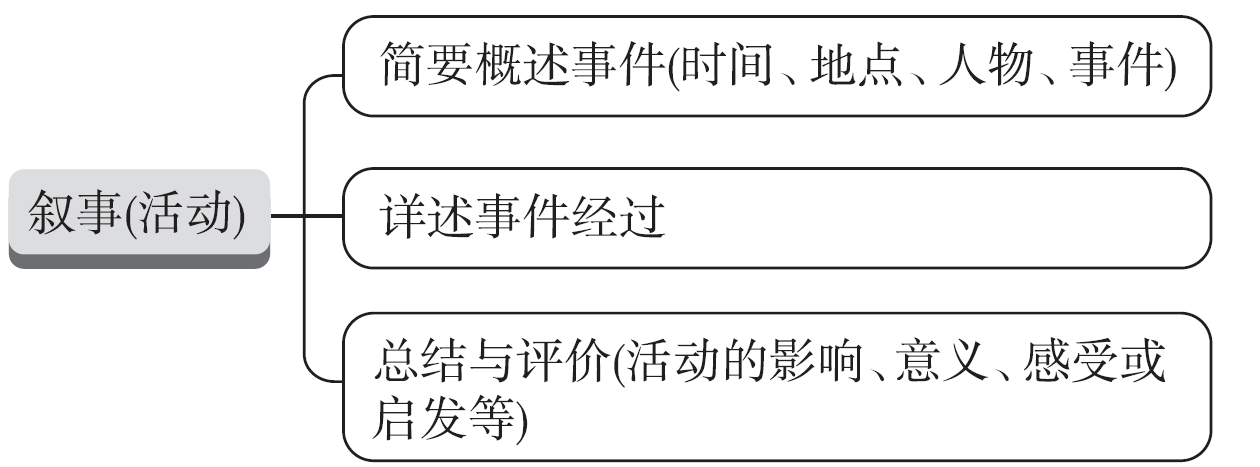 简要概述事件(时间、地点、人物、事件)
叙事(活动)
详述事件经过
总结与评价(活动的影响、意义、感受或
启发等)